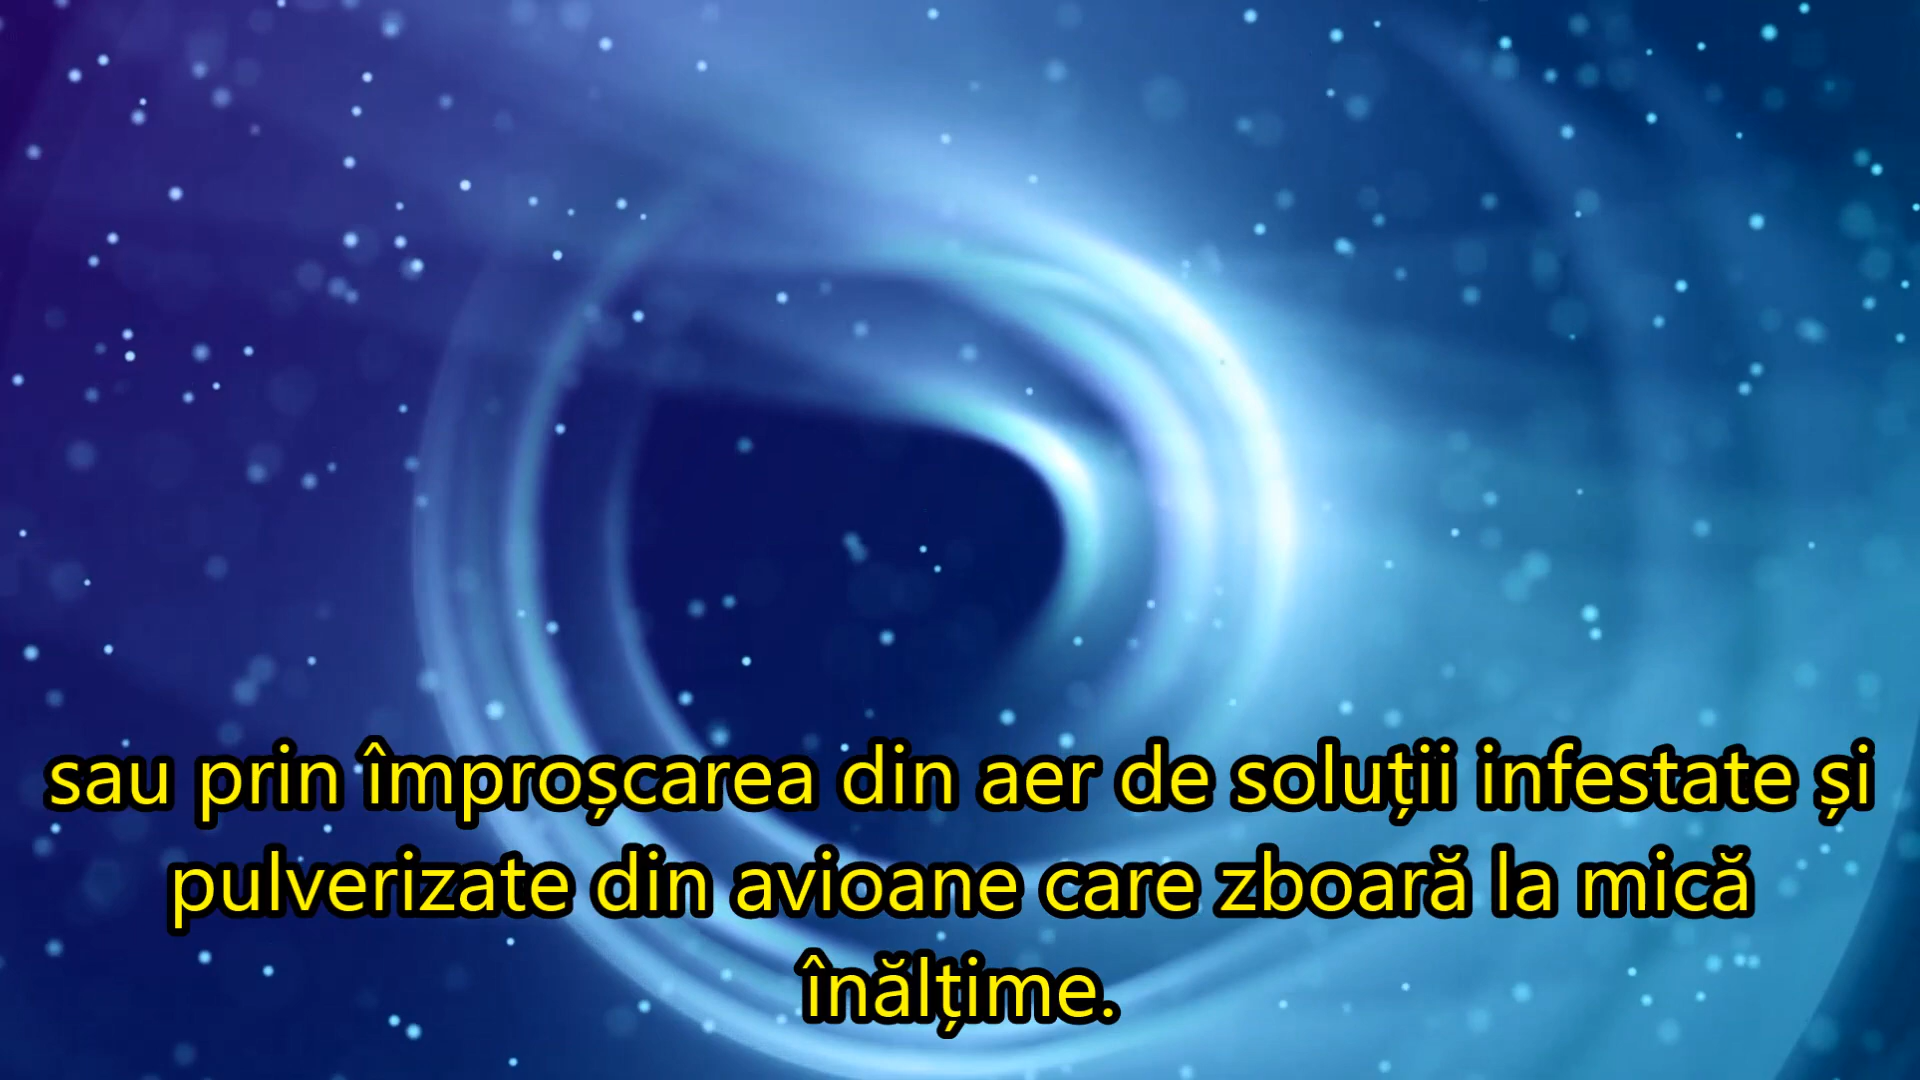 sau prin împroșcarea din aer de soluții infestate și
pulverizate din avioane care zboară la mică
înălțime.